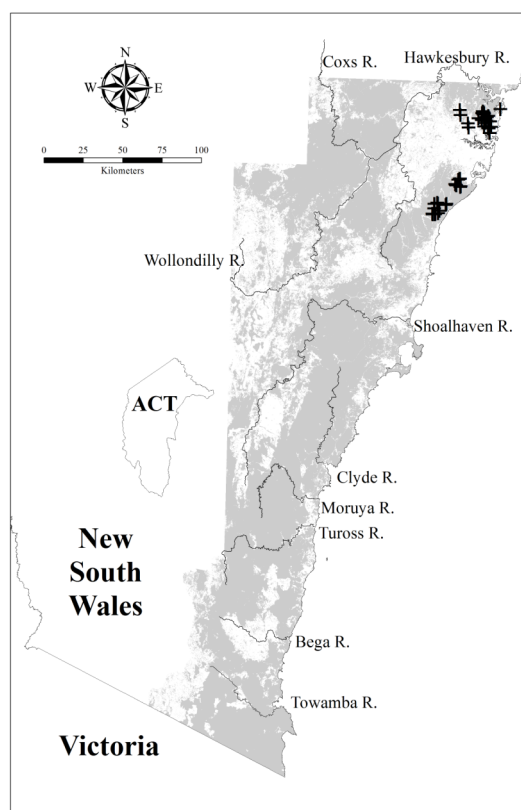 Coxs R.
Hawkesbury R.
N
W
E
S
0
25
50
75
100
Kilometers
Wollondilly R.
Shoalhaven R.
ACT
Clyde R.
Moruya R.
Tuross R.
New
South
Wales
Bega R.
Towamba R.
Victoria